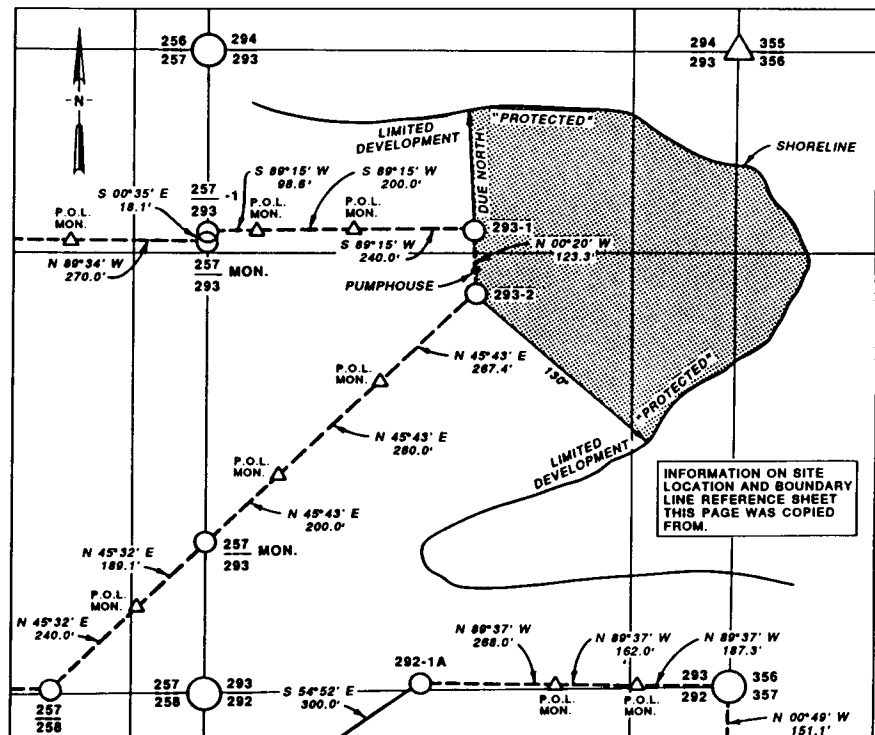 256 294
257 293
294 355
293 356
-N-
LIMITED
DEVELOPMENT
"PROTECTED"
SHORELINE
DUE NORTH
S 00°35' E
18.1'
257
293 -1
S 89°15' W
98.6'
S 89°15' W
200.0'
P.O.L.
MON.
P.O.L.
MON.
P.O.L.
MON.
S 89°15' W
240.0'
293-1
N 00°20' W
123.3'
N 89°34' W
270.0'
257
293 MON.
PUMPHOUSE
293-2
N 45°43' E
267.4'
130°
P.O.L.
MON.
"PROTECTED"
N 45°43' E
280.0'
LIMITED
DEVELOPMENT
P.O.L.
MON.
INFORMATION ON SITE
LOCATION AND BOUNDARY
LINE REFERENCE SHEET
THIS PAGE WAS COPIED
FROM.
N 45°43' E
200.0'
257
293 MON.
N 45°32' E
189.1'
P.O.L.
MON.
N 45°32' E
240.0'
N 89°37' W
268.0'
N 89°37' W
162.0'
N 89°37' W
187.3'
292-1A
257 293
258 292
S 54°52' E
300.0'
293 356
292 357
P.O.L.
MON.
P.O.L.
MON.
257
258
N 00°49' W
151.1'